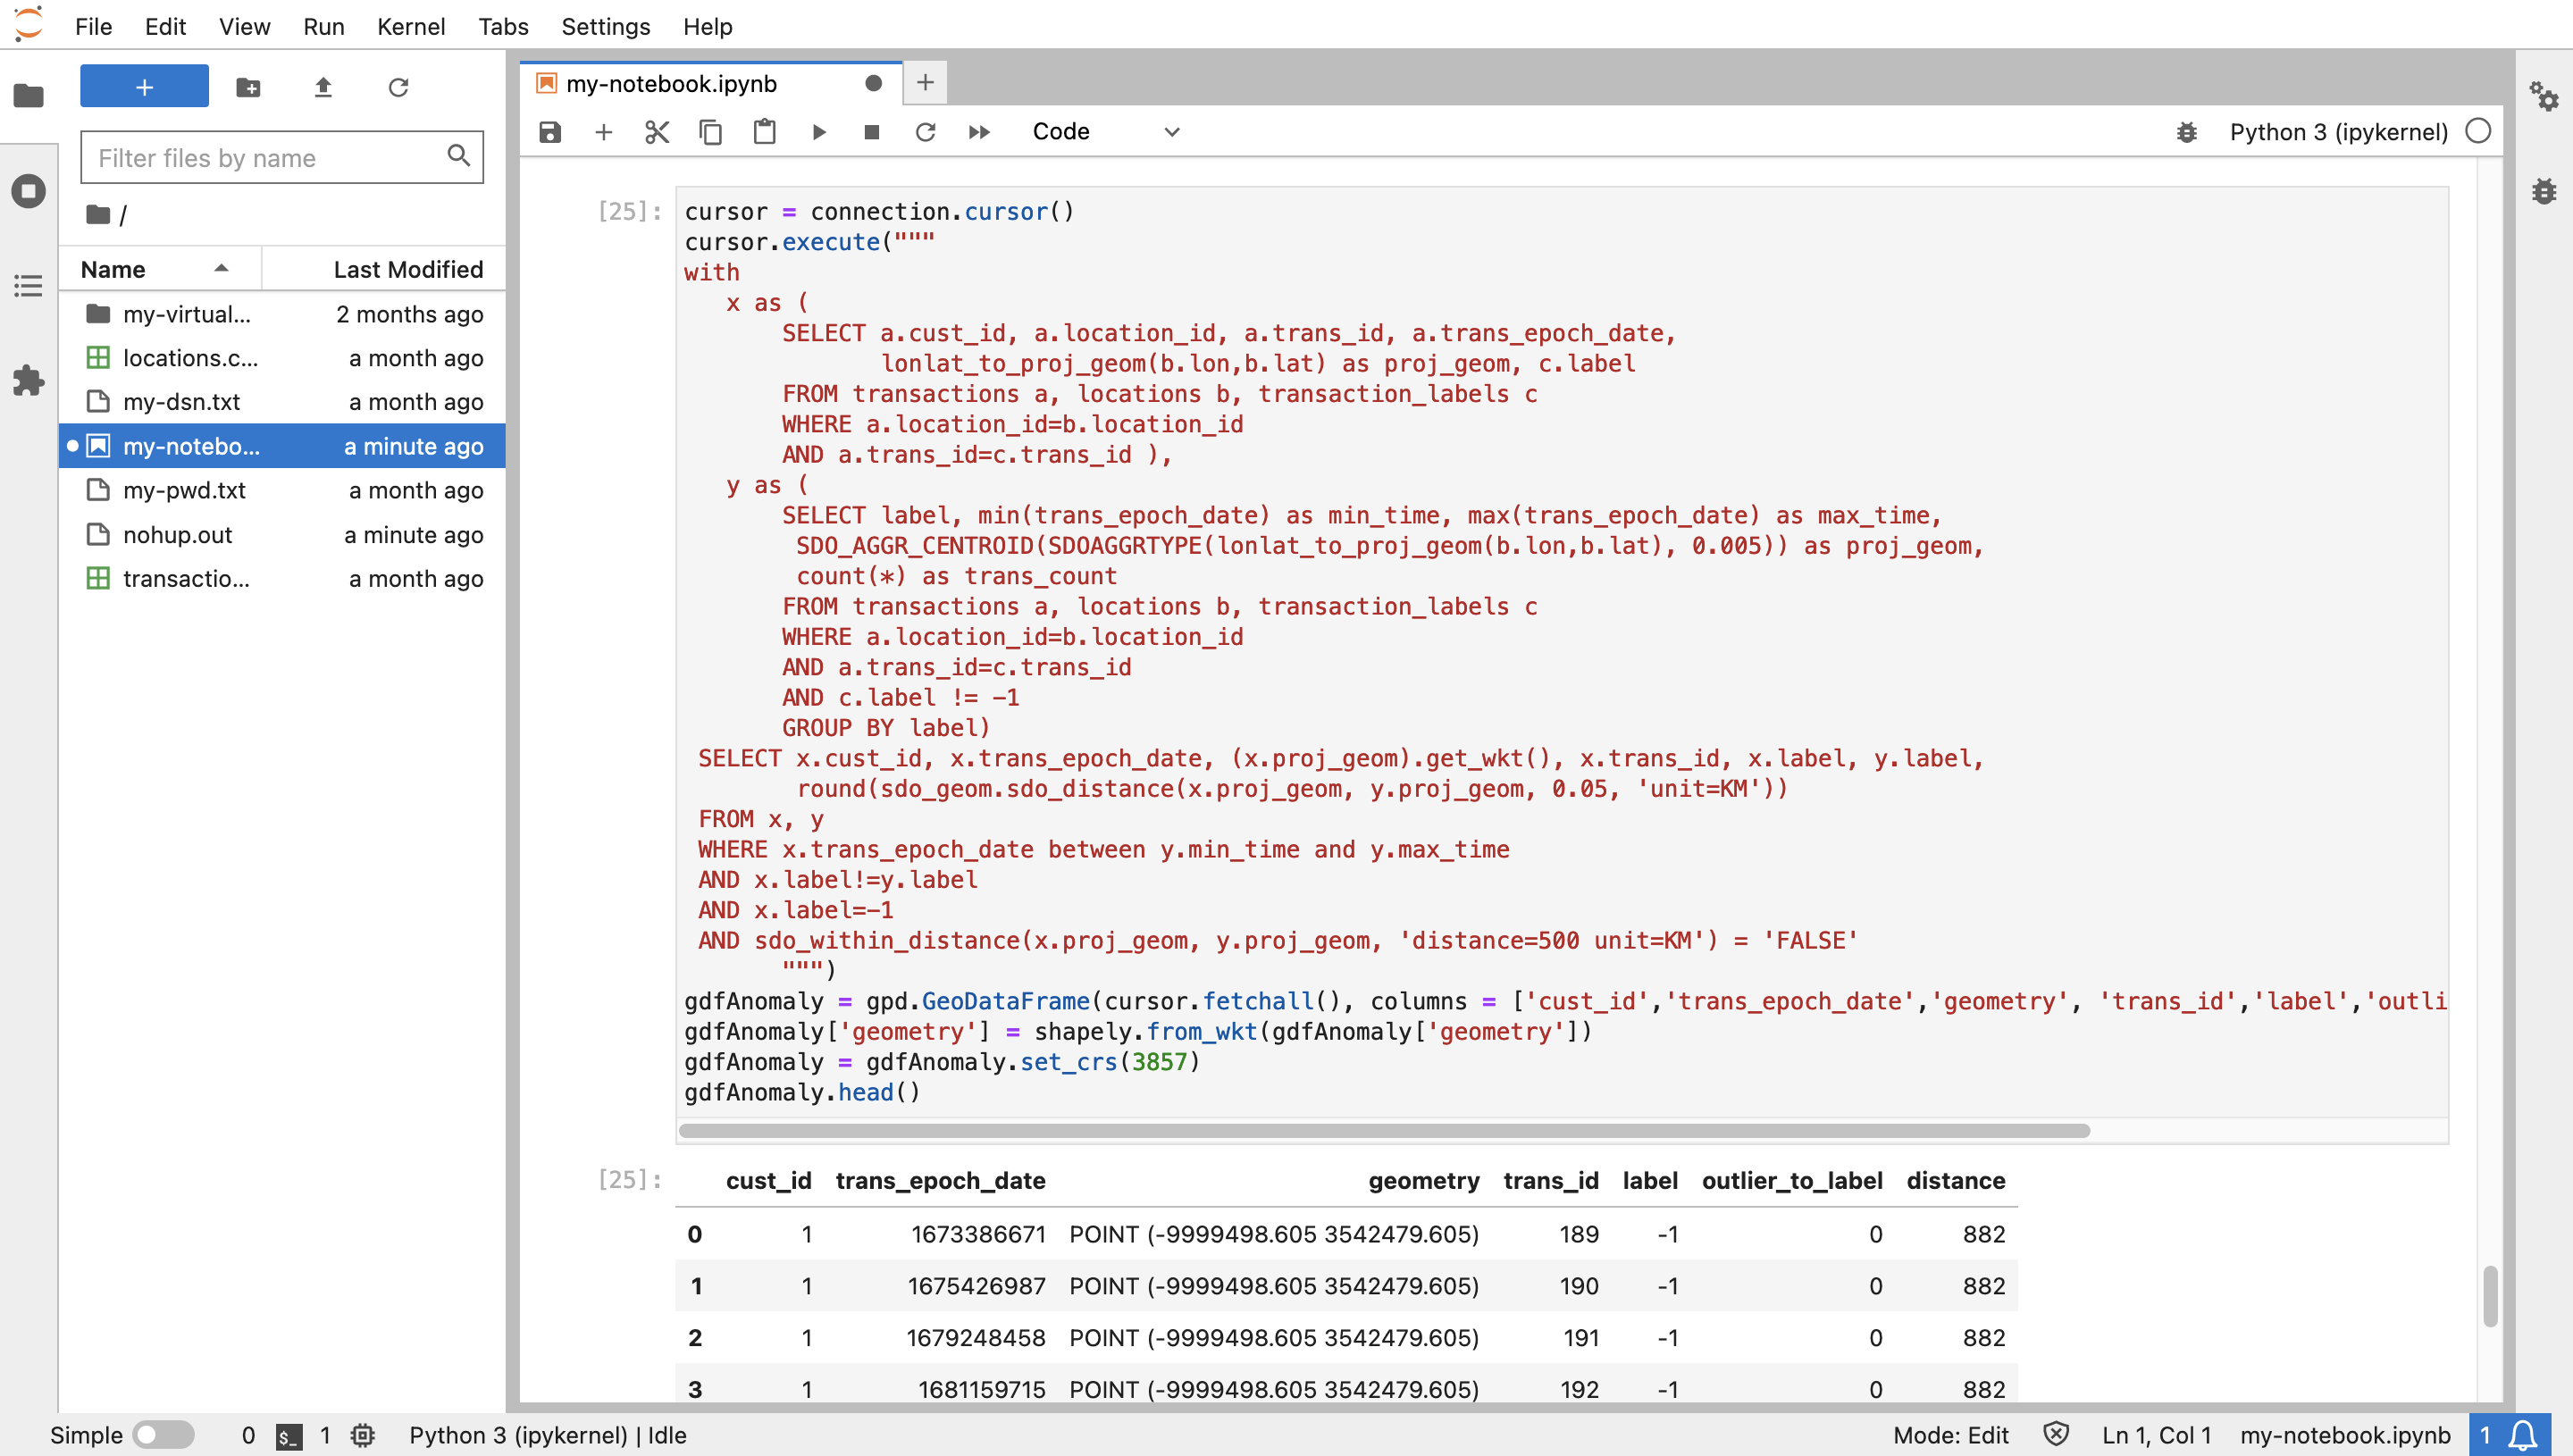 File Edit View Run Kernel Tabs Settings Help
+
my-notebook.ipynb
+
Code
Python 3 (ipykernel)
Filter files by name
/
Name Last Modified
my-virtual... 2 months ago
locations.c... a month ago
my-dsn.txt a month ago
my-notebo... a minute ago
my-pwd.txt a month ago
nohup.out a minute ago
transactio... a month ago
[25]:
cursor = connection.cursor()
cursor.execute("""
with
x as (
SELECT a.cust_id, a.location_id, a.trans_id, a.trans_epoch_date,
lonlat_to_proj_geom(b.lon,b.lat) as proj_geom, c.label
FROM transactions a, locations b, transaction_labels c
WHERE a.location_id=b.location_id
AND a.trans_id=c.trans_id ),
y as (
SELECT label, min(trans_epoch_date) as min_time, max(trans_epoch_date) as max_time,
SDO_AGGR_CENTROID(SDOAGGRTYPE(lonlat_to_proj_geom(b.lon,b.lat), 0.005)) as proj_geom,
count(*) as trans_count
FROM transactions a, locations b, transaction_labels c
WHERE a.location_id=b.location_id
AND a.trans_id=c.trans_id
AND c.label != -1
GROUP BY label)
SELECT x.cust_id, x.trans_epoch_date, (x.proj_geom).get_wkt(), x.trans_id, x.label, y.label,
round(sdo_geom.sdo_distance(x.proj_geom, y.proj_geom, 0.05, 'unit=KM'))
FROM x, y
WHERE x.trans_epoch_date between y.min_time and y.max_time
AND x.label!=y.label
AND x.label=-1
AND sdo_within_distance(x.proj_geom, y.proj_geom, 'distance=500 unit=KM') = 'FALSE'
""")
gdfAnomaly = gpd.GeoDataFrame(cursor.fetchall(), columns = ['cust_id','trans_epoch_date','geometry', 'trans_id','label','outli
gdfAnomaly['geometry'] = shapely.from_wkt(gdfAnomaly['geometry'])
gdfAnomaly = gdfAnomaly.set_crs(3857)
gdfAnomaly.head()
[25]:
cust_id trans_epoch_date geometry trans_id label outlier_to_label distance
0 1 1673386671 POINT (-9999498.605 3542479.605) 189 -1 0 882
1 1 1675426987 POINT (-9999498.605 3542479.605) 190 -1 0 882
2 1 1679248458 POINT (-9999498.605 3542479.605) 191 -1 0 882
3 1 1681159715 POINT (-9999498.605 3542479.605) 192 -1 0 882
Simple 0 $_ 1 Python 3 (ipykernel) | Idle Mode: Edit Ln 1, Col 1 my-notebook.ipynb 1